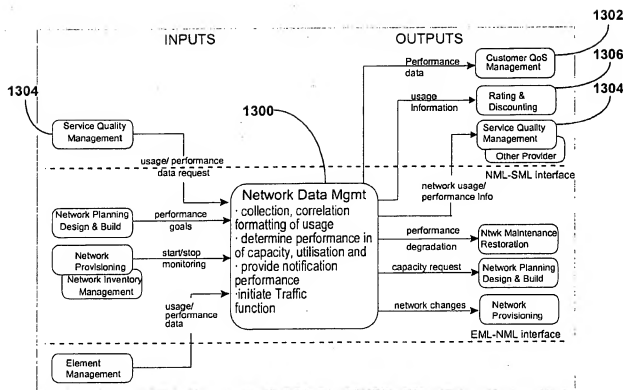 INPUTS
OUTPUTS
1302
1306
1304
1304
1300
Service Quality
Management
usage/ performance
data request
Network Planning
Design & Build
performance
goals
Network
Provisioning
Network Inventory
Management
start/stop
monitoring
usage/
performance
data
Element
Management
Network Data Mgmt
· collection, correlation
formatting of usage
· determine performance in
of capacity, utilisation and
· provide notification
performance
·initiate Traffic
function
Performance
data
Customer QoS
Management
usage
Information
Rating &
Discounting
Service Quality
Management
Other Provider
NML-SML interface
network usage/
performance info
performance
degradation
Ntwk Maintenance
Restoration
capacity request
Network Planning
Design & Build
network changes
Network
Provisioning
EML-NML interface